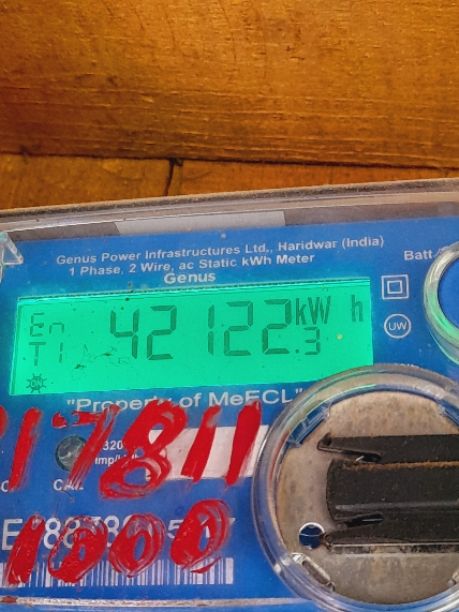 Genus Power Infrastructures Ltd., Haridwar (India)
1 Phase, 2 Wire, ac Static kWh Meter
Batt
Genus
En 42122.3 kW h
T1
UW
"Property of MeECL"
17811
1000